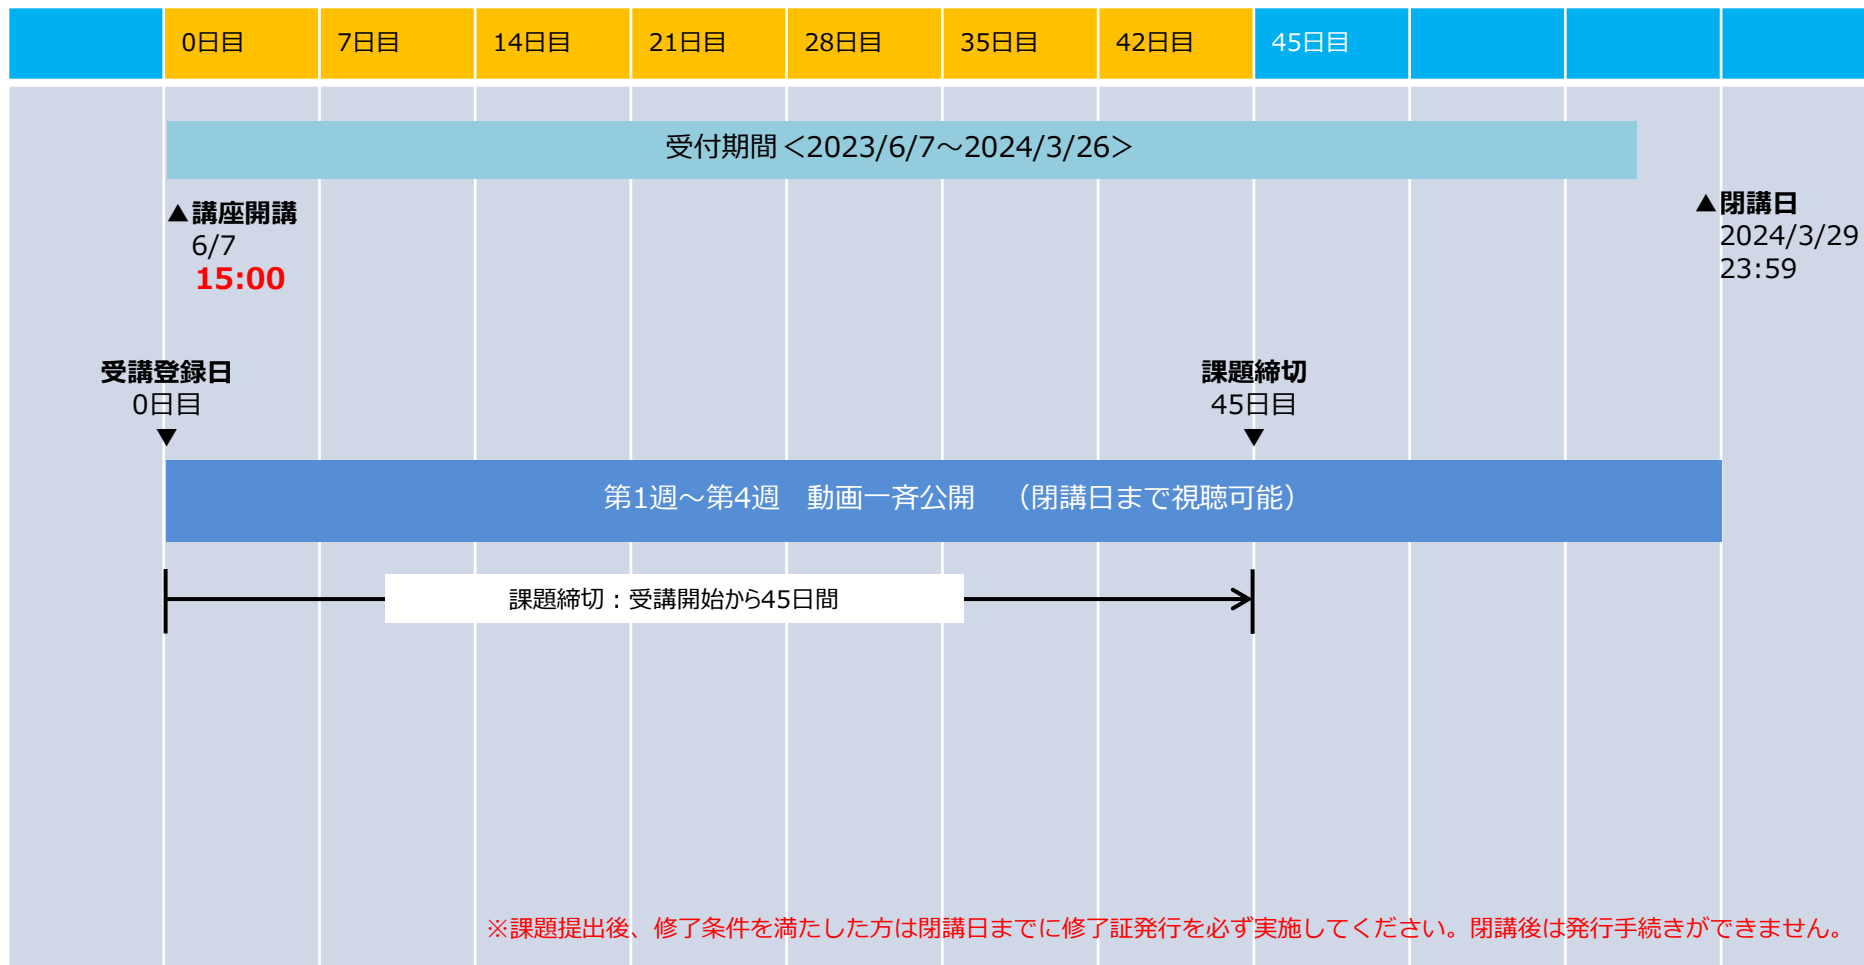 0日目 7日目 14日目 21日目 28日目 35日目 42日目 45日目
受付期間＜2023/6/7～2024/3/26＞
▲講座開講
6/7
15:00
▲閉講日
2024/3/29
23:59
受講登録日
0日目
▼
課題締切
45日目
▼
第1週～第4週　動画一斉公開　（閉講日まで視聴可能）
課題締切：受講開始から45日間
※課題提出後、修了条件を満たした方は閉講日までに修了証発行を必ず実施してください。閉講後は発行手続きができません。